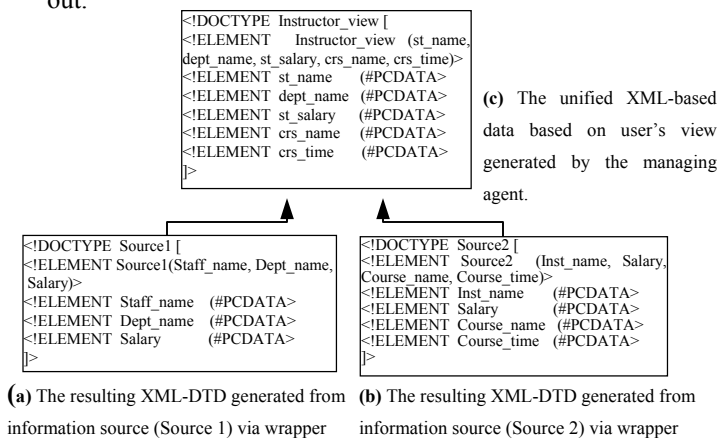 out.
<!DOCTYPE Instructor_view [
<!ELEMENT Instructor_view (st_name,
dept_name, st_salary, crs_name, crs_time)>
<!ELEMENT st_name (#PCDATA>
<!ELEMENT dept_name (#PCDATA>
<!ELEMENT st_salary (#PCDATA>
<!ELEMENT crs_name (#PCDATA>
<!ELEMENT crs_time (#PCDATA>
]>
(c) The unified XML-based
data based on user's view
generated by the managing
agent.
<!DOCTYPE Source1 [
<!ELEMENT Source1(Staff_name, Dept_name,
Salary)>
<!ELEMENT Staff_name (#PCDATA>
<!ELEMENT Dept_name (#PCDATA>
<!ELEMENT Salary (#PCDATA>
]>
<!DOCTYPE Source2 [
<!ELEMENT Source2 (Inst_name, Salary,
Course_name, Course_time)>
<!ELEMENT Inst_name (#PCDATA>
<!ELEMENT Salary (#PCDATA>
<!ELEMENT Course_name (#PCDATA>
<!ELEMENT Course_time (#PCDATA>
]>
(a) The resulting XML-DTD generated from
information source (Source 1) via wrapper
(b) The resulting XML-DTD generated from
information source (Source 2) via wrapper